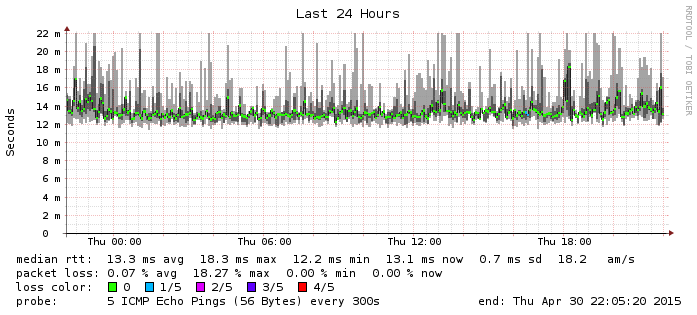 Last 24 Hours
RRDTOOL / TOBI OETIKER
Seconds
22 m
20 m
18 m
16 m
14 m
12 m
10 m
8 m
6 m
4 m
2 m
0
Thu 00:00 Thu 06:00 Thu 12:00 Thu 18:00
median rtt: 13.3 ms avg 18.3 ms max 12.2 ms min 13.1 ms now 0.7 ms sd 18.2 am/s
packet loss: 0.07 % avg 18.27 % max 0.00 % min 0.00 % now
loss color: 0 1/5 2/5 3/5 4/5
probe: 5 ICMP Echo Pings (56 Bytes) every 300s end: Thu Apr 30 22:05:20 2015